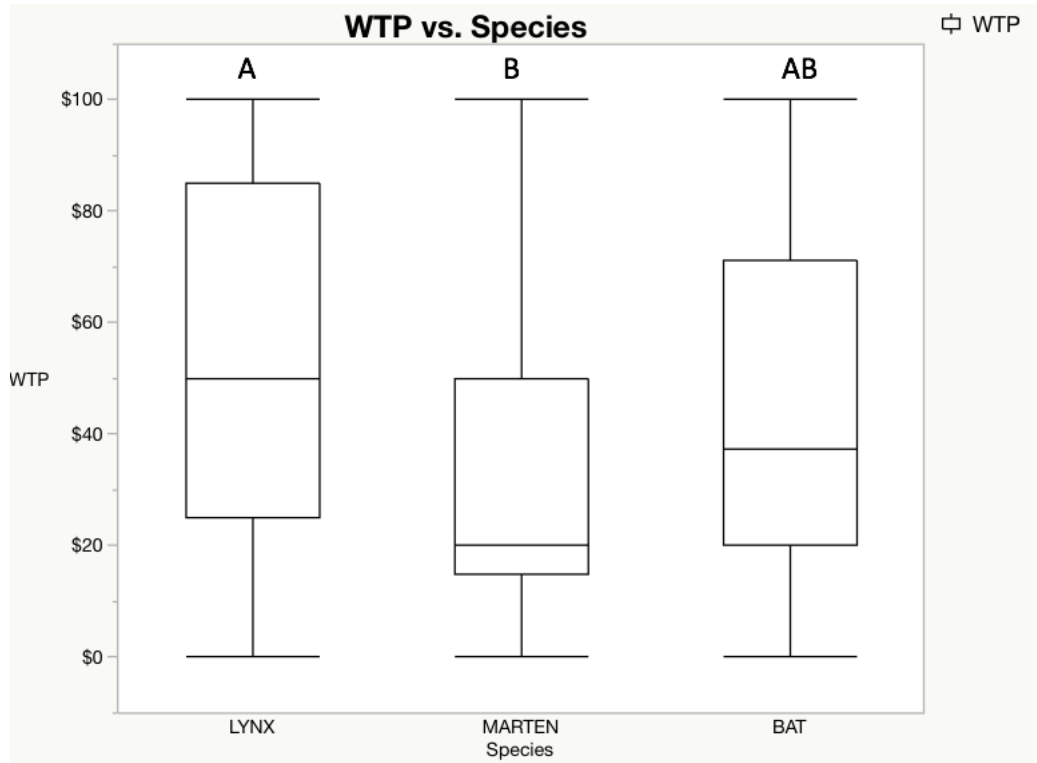 WTP vs. Species
WTP
A B AB
$100
$80
$60
WTP
$40
$20
$0
LYNX MARTEN BAT
Species